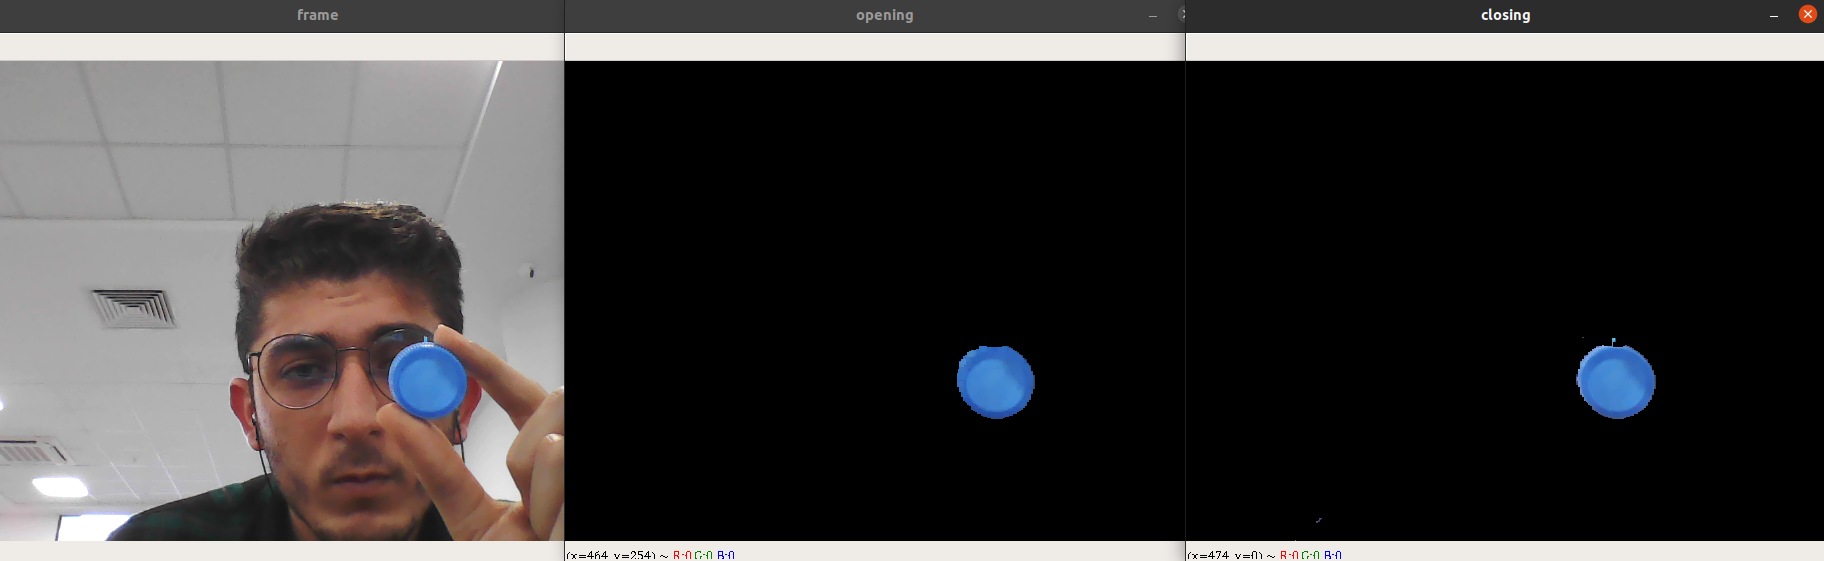 frame
opening
closing
(x=464, y=254) ~ R:0 G:0 B:0
(x=474, y=0) ~ R:0 G:0 B:0